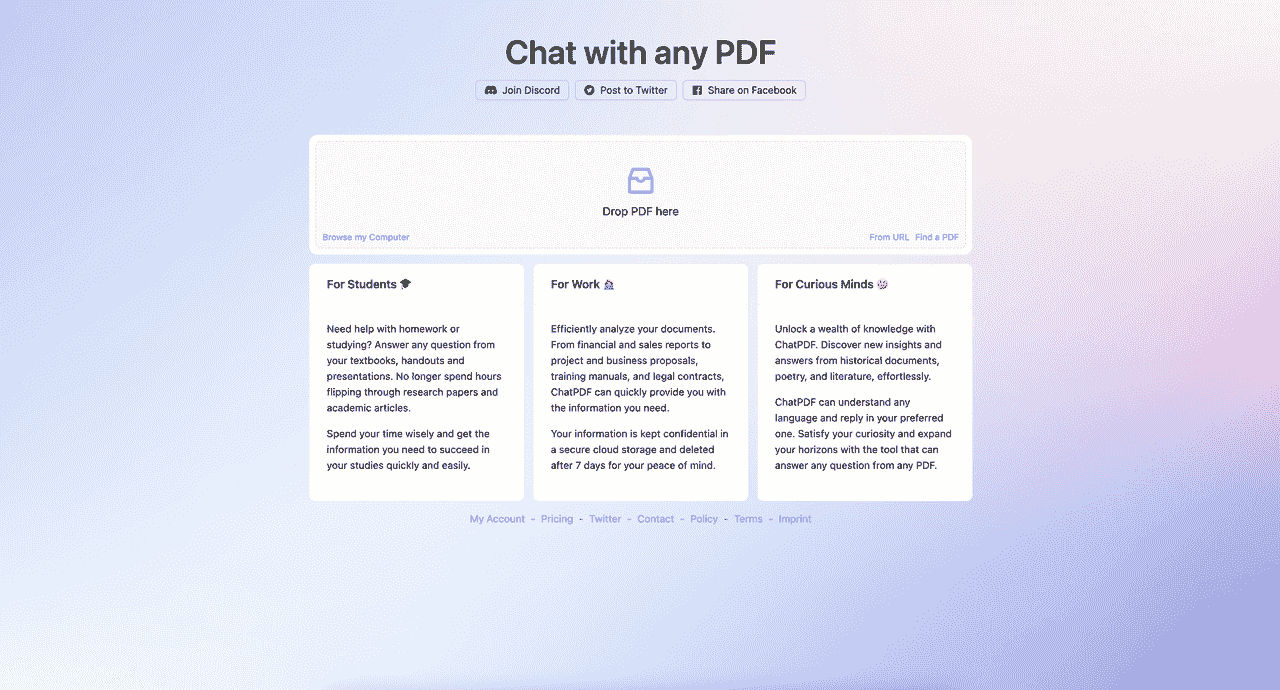 Chat with any PDF
Join Discord
Post to Twitter
Share on Facebook
Drop PDF here
Browse my Computer
From URL
Find a PDF
For Students
Need help with homework or
studying? Answer any question from
your textbooks, handouts and
presentations. No longer spend hours
flipping through research papers and
academic articles.
Spend your time wisely and get the
information you need to succeed in
your studies quickly and easily.
For Work
Efficiently analyze your documents.
From financial and sales reports to
project and business proposals,
training manuals, and legal contracts,
ChatPDF can quickly provide you with
the information you need.
Your information is kept confidential in
a secure cloud storage and deleted
after 7 days for your peace of mind.
For Curious Minds
Unlock a wealth of knowledge with
ChatPDF. Discover new insights and
answers from historical documents,
poetry, and literature, effortlessly.
ChatPDF can understand any
language and reply in your preferred
one. Satisfy your curiosity and expand
your horizons with the tool that can
answer any question from any PDF.
My Account - Pricing - Twitter - Contact - Policy - Terms - Imprint